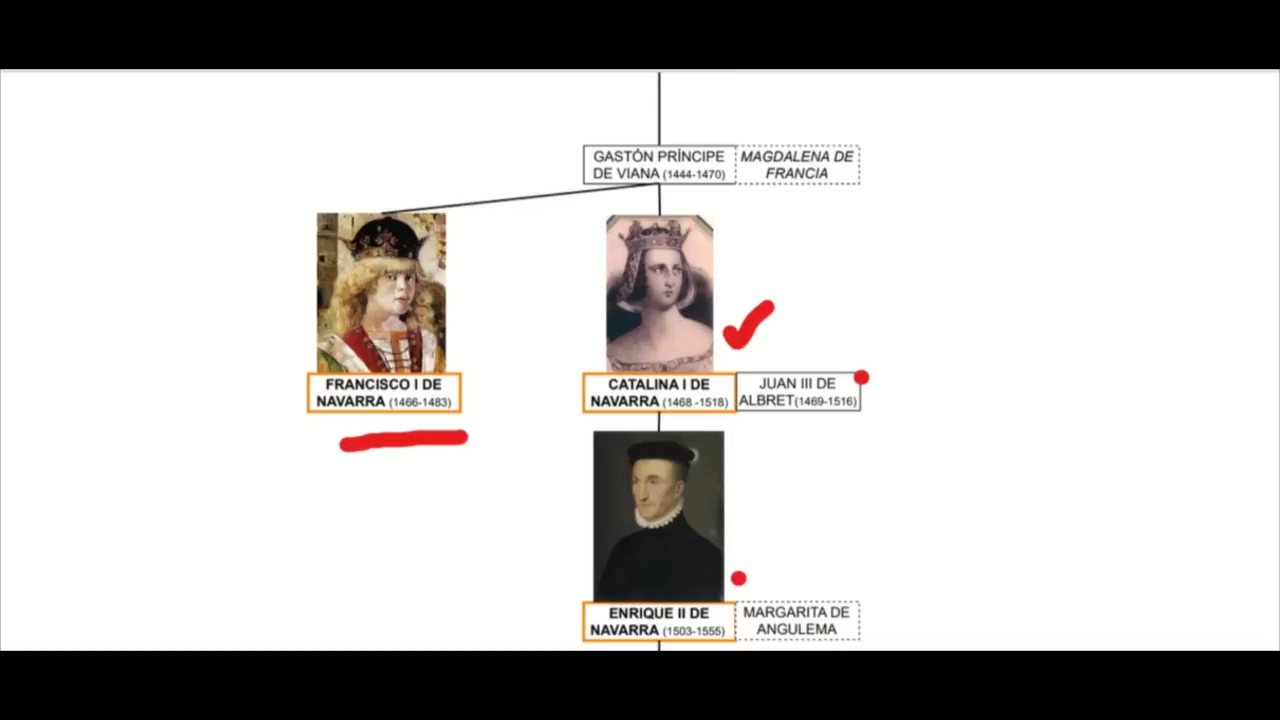 GASTÓN PRÍNCIPE
DE VIANA (1444-1470)
MAGDALENA DE
FRANCIA
FRANCISCO I DE
NAVARRA (1466-1483)
CATALINA I DE
NAVARRA (1468 -1518)
JUAN III DE
ALBRET(1469-1516)
ENRIQUE II DE
NAVARRA (1503-1555)
MARGARITA DE
ANGULEMA